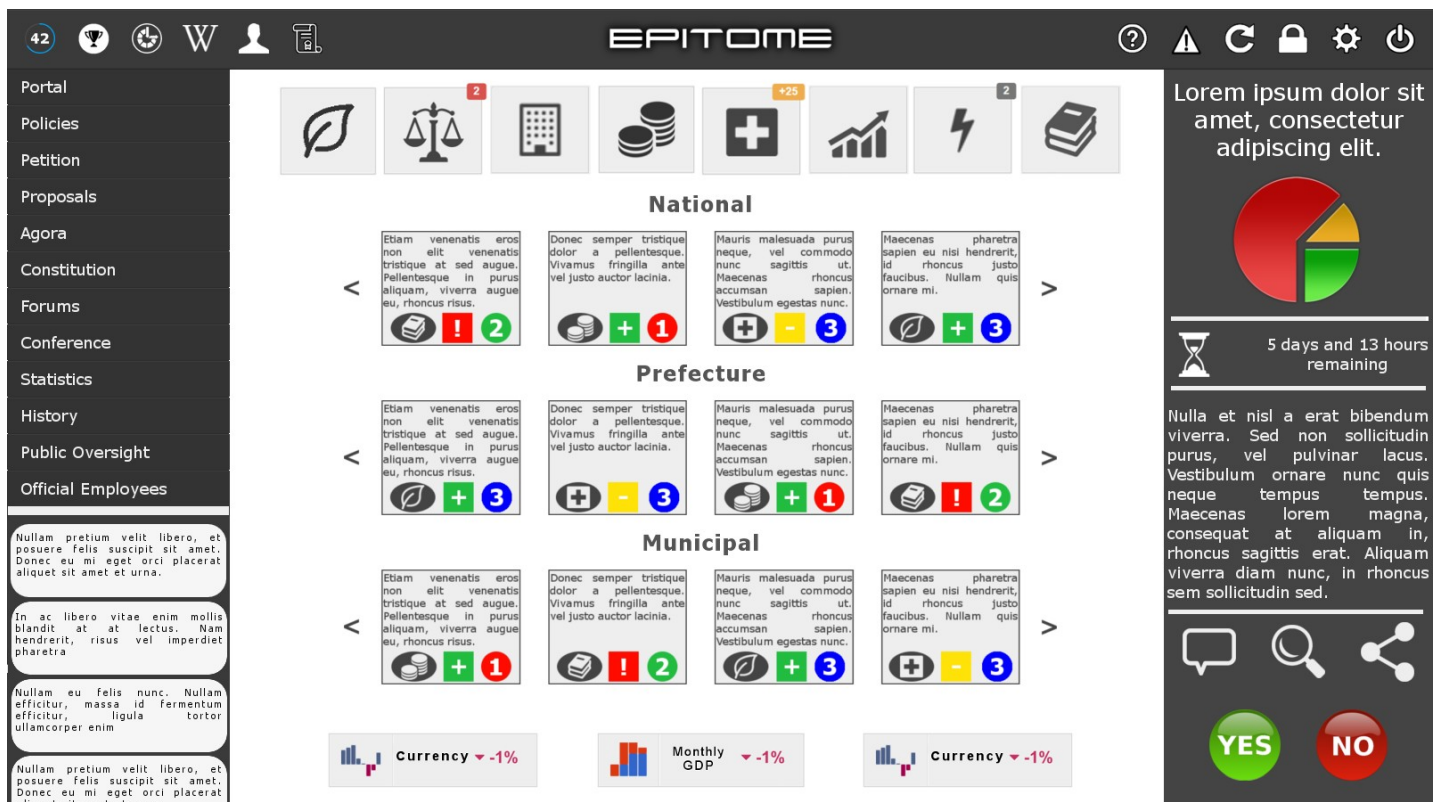 42
W
EPITOME
?
Portal
Policies
Petition
Proposals
Agora
Constitution
Forums
Conference
Statistics
History
Public Oversight
Official Employees
Nullam pretium velit libero, et
posuere felis suscipit sit amet.
Donec eu mi eget orci placerat
aliquet sit amet et urna.
In ac libero vitae enim mollis
blandit at at lectus. Nam
hendrerit, risus vel imperdiet
pharetra
Nullam eu felis nunc. Nullam
efficitur, massa id fermentum
efficitur, ligula tortor
ullamcorper enim
Nullam pretium velit libero, et
posuere felis suscipit sit amet.
Donec eu mi eget orci placerat
2
+25
2
National
<
Etiam venenatis eros
non elit venenatis
tristique at sed augue.
Pellentesque in purus
aliquam, viverra augue
eu, rhoncus risus.
! 2
Donec semper tristique
dolor a pellentesque.
Vivamus fringilla ante
vel justo auctor lacinia.
+ 1
Mauris malesuada purus
neque, vel commodo
nunc sagittis ut.
Maecenas rhoncus
accumsan sapien.
Vestibulum egestas nunc.
- 3
Maecenas pharetra
sapien eu nisi hendrerit,
id rhoncus justo
faucibus. Nullam quis
ornare mi.
+ 3
>
Prefecture
<
Etiam venenatis eros
non elit venenatis
tristique at sed augue.
Pellentesque in purus
aliquam, viverra augue
eu, rhoncus risus.
+ 3
Donec semper tristique
dolor a pellentesque.
Vivamus fringilla ante
vel justo auctor lacinia.
- 3
Mauris malesuada purus
neque, vel commodo
nunc sagittis ut.
Maecenas rhoncus
accumsan sapien.
Vestibulum egestas nunc.
+ 1
Maecenas pharetra
sapien eu nisi hendrerit,
id rhoncus justo
faucibus. Nullam quis
ornare mi.
! 2
>
Municipal
<
Etiam venenatis eros
non elit venenatis
tristique at sed augue.
Pellentesque in purus
aliquam, viverra augue
eu, rhoncus risus.
+ 1
Donec semper tristique
dolor a pellentesque.
Vivamus fringilla ante
vel justo auctor lacinia.
! 2
Mauris malesuada purus
neque, vel commodo
nunc sagittis ut.
Maecenas rhoncus
accumsan sapien.
Vestibulum egestas nunc.
+ 3
Maecenas pharetra
sapien eu nisi hendrerit,
id rhoncus justo
faucibus. Nullam quis
ornare mi.
- 3
>
Currency -1%
Monthly
GDP -1%
Currency -1%
Lorem ipsum dolor sit
amet, consectetur
adipiscing elit.
5 days and 13 hours
remaining
Nulla et nisl a erat bibendum
viverra. Sed non sollicitudin
purus, vel pulvinar lacus.
Vestibulum ornare nunc quis
neque tempus tempus.
Maecenas lorem magna,
consequat at aliquam in,
rhoncus sagittis erat. Aliquam
viverra diam nunc, in rhoncus
sem sollicitudin sed.
YES
NO